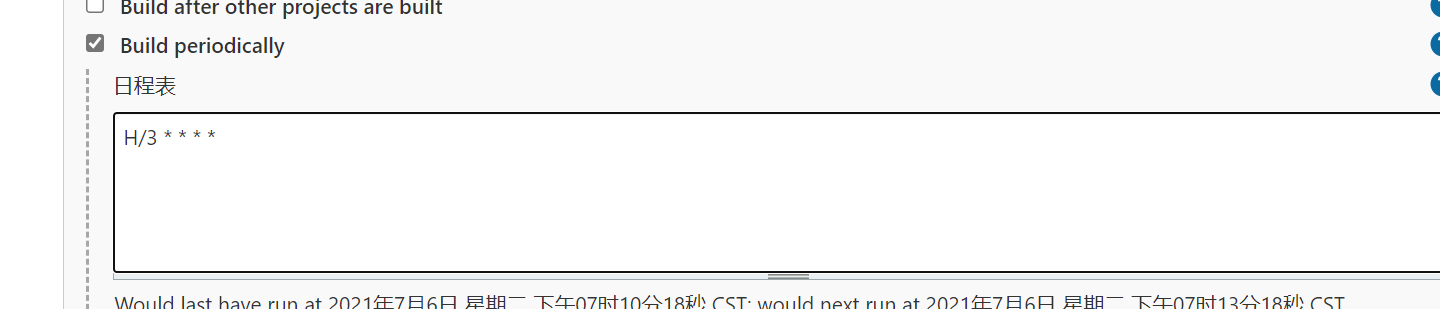 Build after other projects are built
Build periodically
日程表
H/3 * * * *
Would last have run at 2021年7月6日 星期二 下午07时10分18秒 CST; would next run at 2021年7月6日 星期二 下午07时13分18秒 CST.